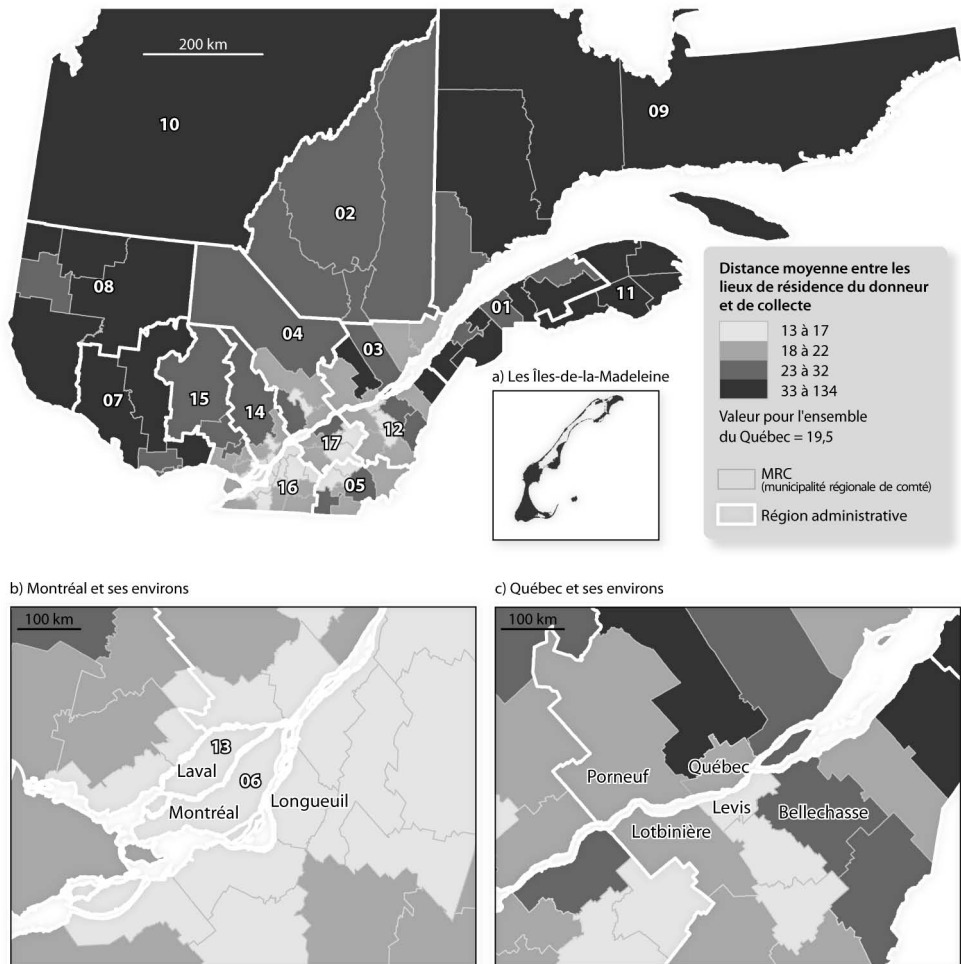 200 km
10
09
02
08
01
11
04
03
07
15
14
12
17
16
05
Distance moyenne entre les
lieux de résidence du donneur
et de collecte
13 à 17
18 à 22
23 à 32
33 à 134
Valeur pour l'ensemble
du Québec = 19,5
MRC
(municipalité régionale de comté)
Région administrative
a) Les Îles-de-la-Madeleine
b) Montréal et ses environs
100 km
13
Laval
06
Montréal
Longueuil
c) Québec et ses environs
100 km
Porneuf
Québec
Levis
Bellechasse
Lotbinière